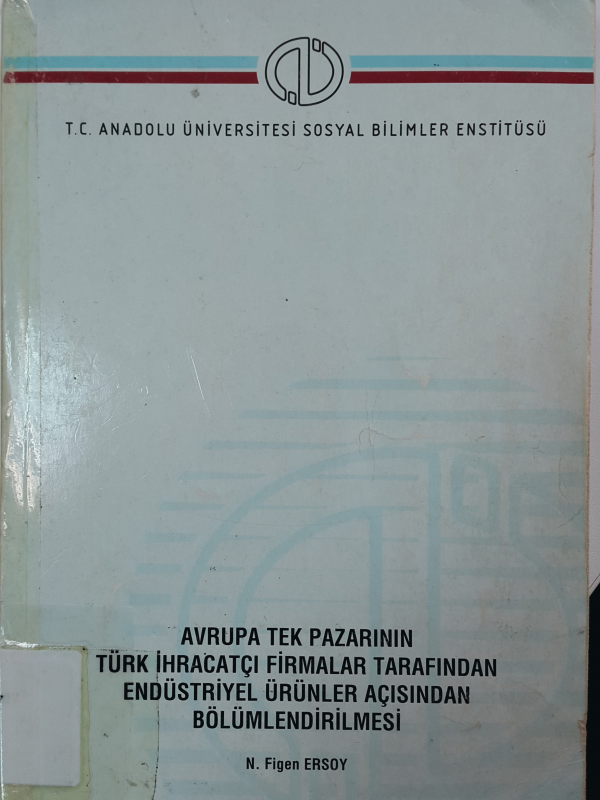 T.C. ANADOLU ÜNİVERSİTESİ SOSYAL BİLİMLER ENSTİTÜSÜ
AVRUPA TEK PAZARININ
TÜRK İHRACATÇI FİRMALAR TARAFINDAN
ENDÜSTRİYEL ÜRÜNLER AÇISINDAN
BÖLÜMLENDİRİLMESİ
N. Figen ERSOY